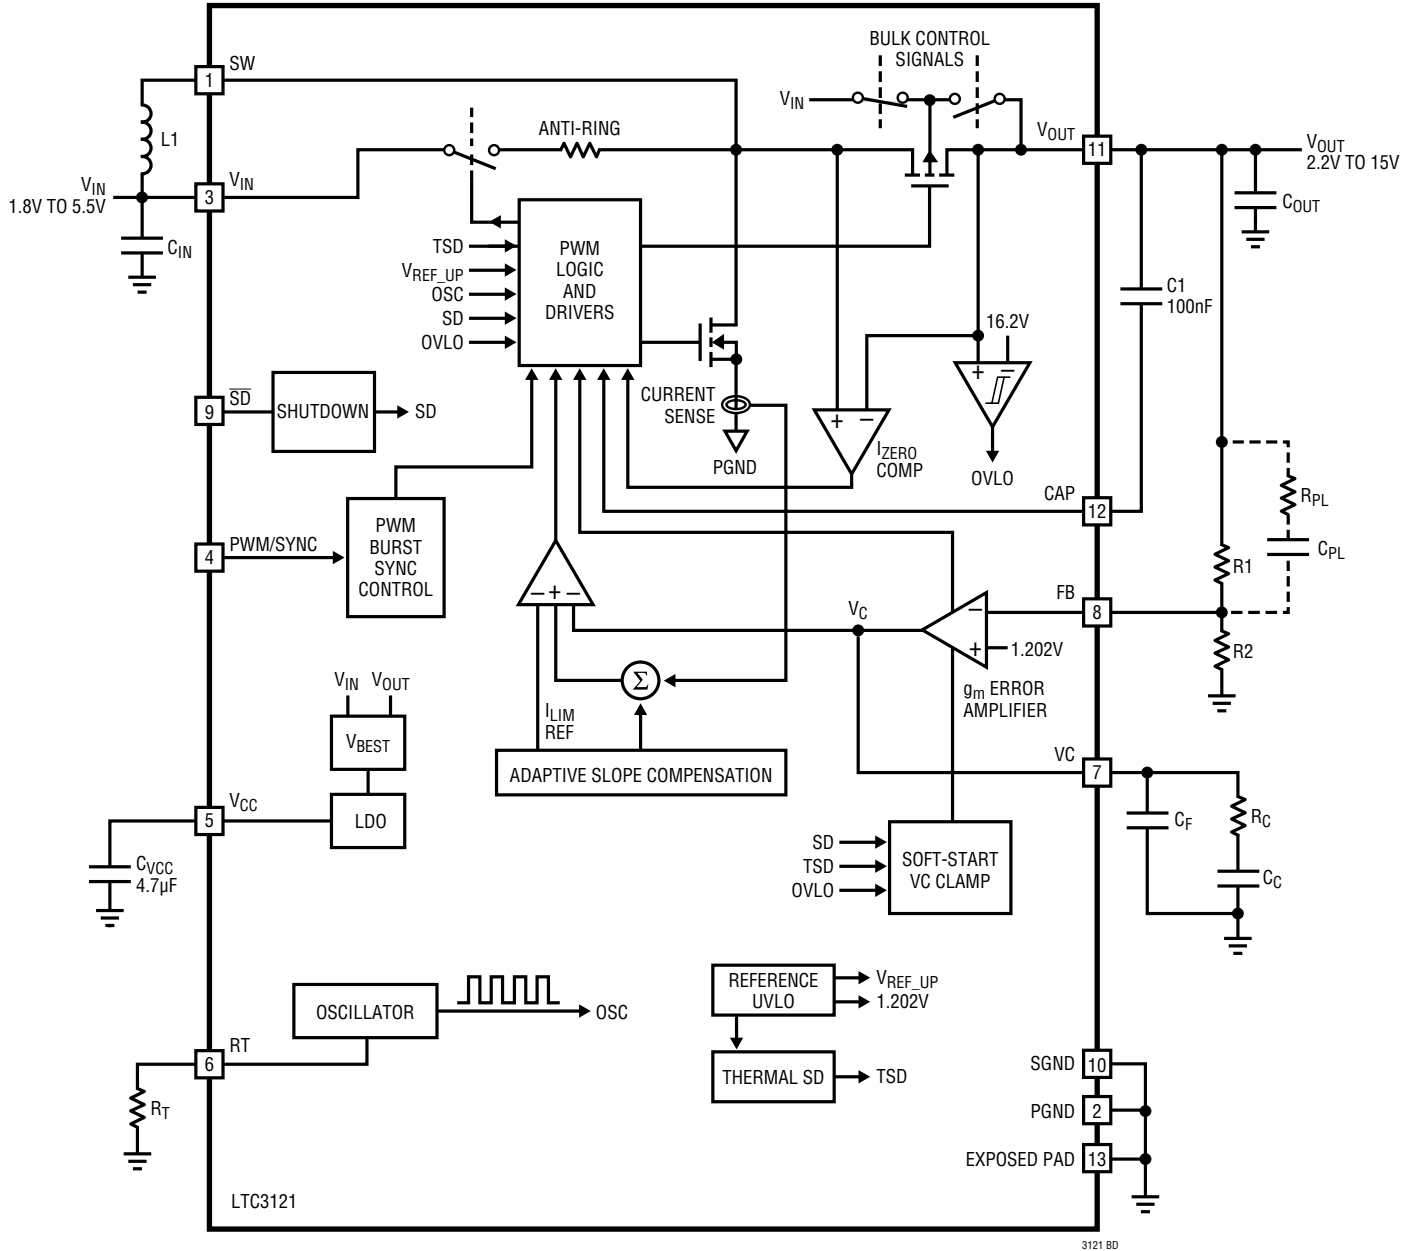 BULK CONTROL
SIGNALS
SW
1
VIN
L1
ANTI-RING
VOUT
11
VOUT
2.2V TO 15V
VIN
1.8V TO 5.5V
3
VIN
COUT
CIN
PWM
LOGIC
AND
DRIVERS
TSD
VREF_UP
OSC
SD
OVLO
C1
100nF
16.2V
+ –
CURRENT
SENSE
PGND
+ –
IZERO
COMP
OVLO
9
SD
SHUTDOWN
SD
CAP
12
RPL
CPL
R1
4
PWM/SYNC
PWM
BURST
SYNC
CONTROL
– + –
VC
–
+
1.202V
FB
8
R2
gm ERROR
AMPLIFIER
Σ
ILIM
REF
ADAPTIVE SLOPE COMPENSATION
VIN
VOUT
VBEST
LDO
VC
7
CF
RC
CC
5
VCC
CVCC
4.7µF
SD
TSD
OVLO
SOFT-START
VC CLAMP
REFERENCE
UVLO
VREF_UP
1.202V
OSCILLATOR
OSC
THERMAL SD
TSD
6
RT
RT
SGND
10
PGND
2
EXPOSED PAD
13
LTC3121
3121 BD